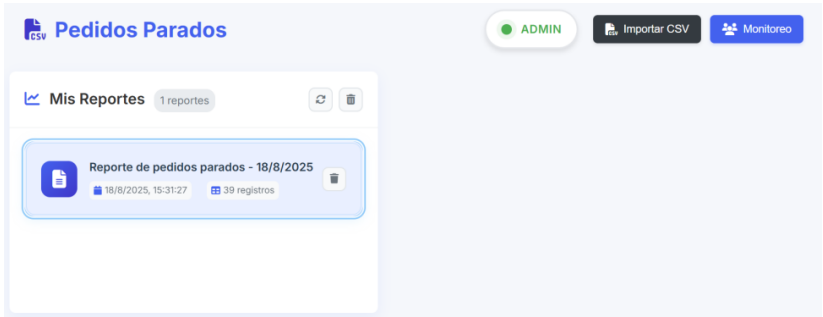 CSV Pedidos Parados
ADMIN
CSV Importar CSV
Monitoreo
Mis Reportes 1 reportes
Reporte de pedidos parados - 18/8/2025
18/8/2025, 15:31:27 39 registros